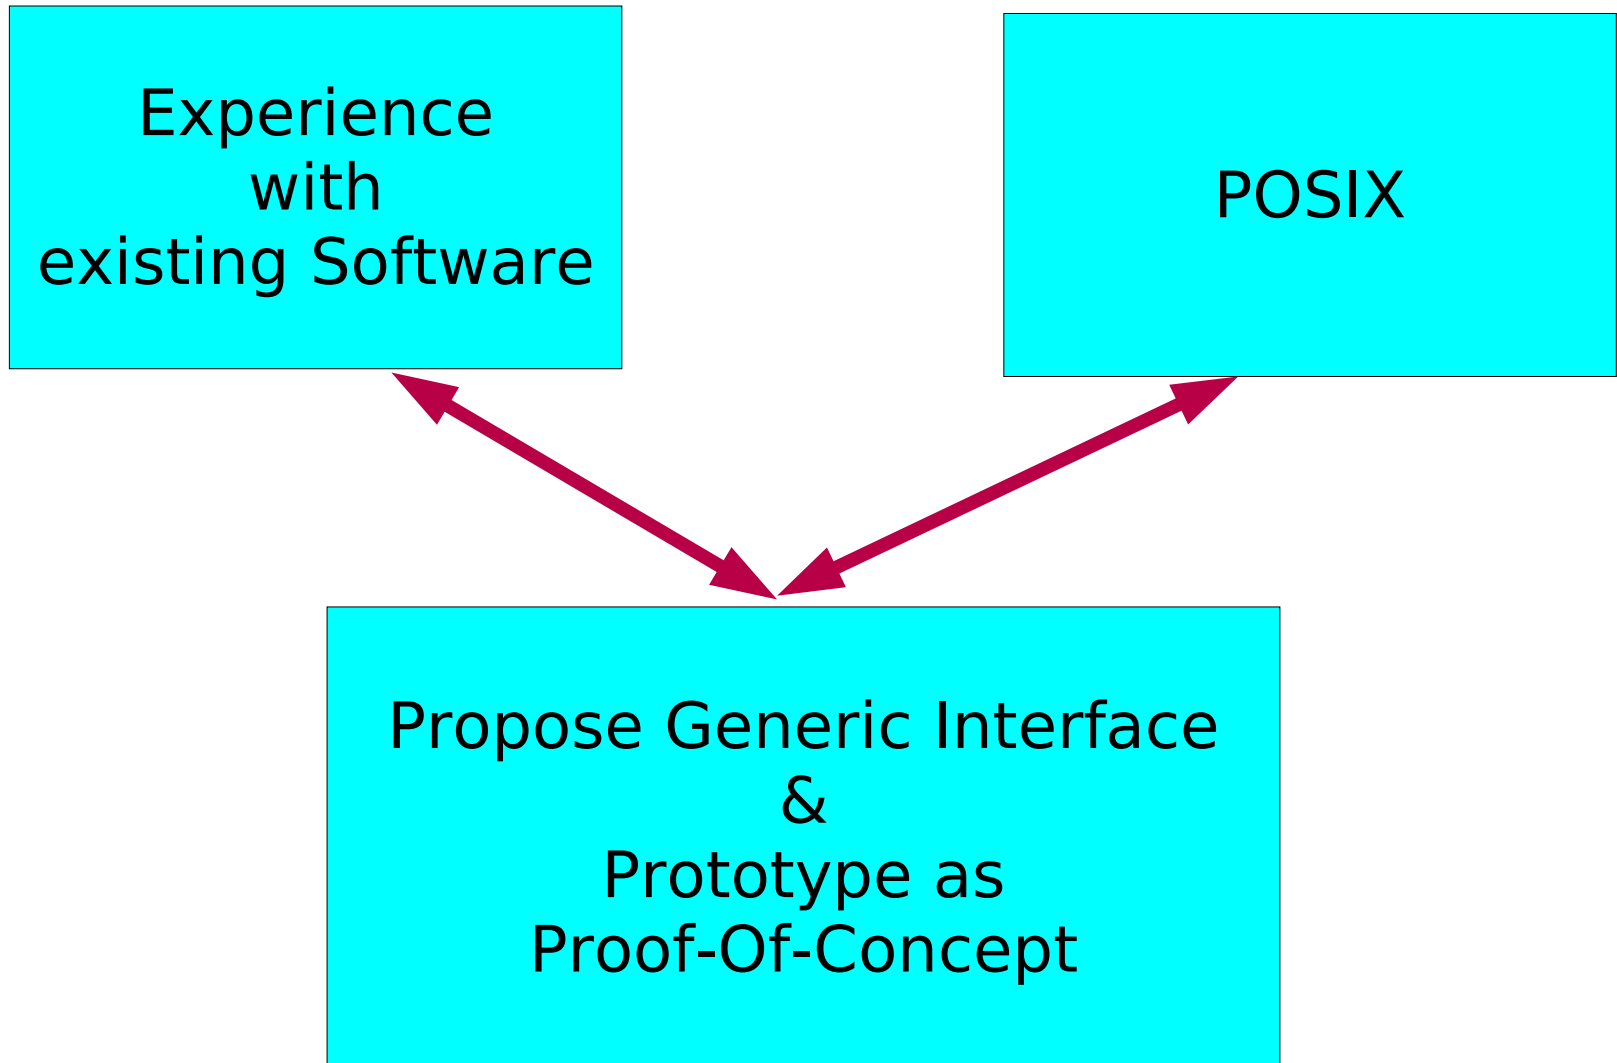 Experience
with
existing Software
POSIX
Propose Generic Interface
&
Prototype as
Proof-Of-Concept